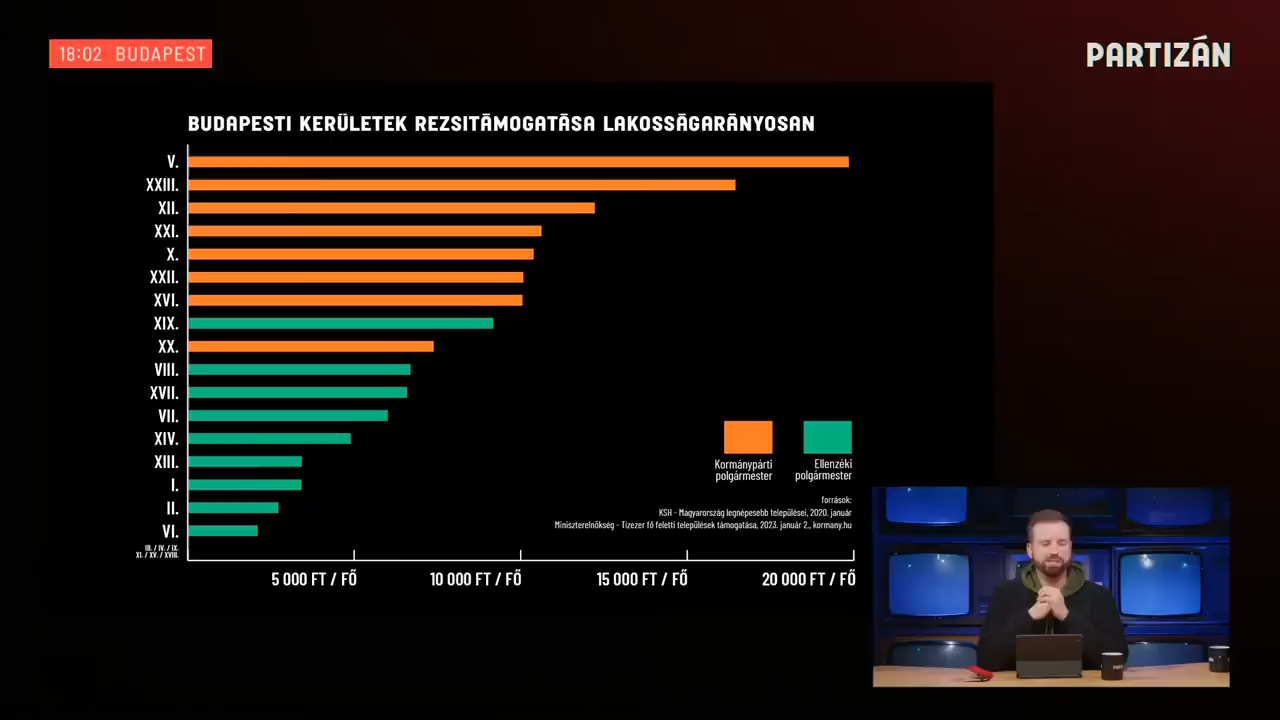 18:02 BUDAPEST
PARTIZÁN
BUDAPESTI KERÜLETEK REZSITÁMOGATÁSA LAKOSSÁGARÁNYOSAN
V.
XXIII.
XII.
XXI.
X.
XXII.
XVI.
XIX.
XX.
VIII.
XVII.
VII.
XIV.
XIII.
I.
II.
VI.
III. / IV. / IX.
XI. / XV. / XVIII.
5 000 FT / FŐ
10 000 FT / FŐ
15 000 FT / FŐ
20 000 FT / FŐ
Kormánypárti
polgármester
Ellenzéki
polgármester
források:
KSH - Magyarország legnépesebb települései, 2020. január
Miniszterelnökség - Tízezer fő feletti települések támogatása, 2023. január 2., kormany.hu